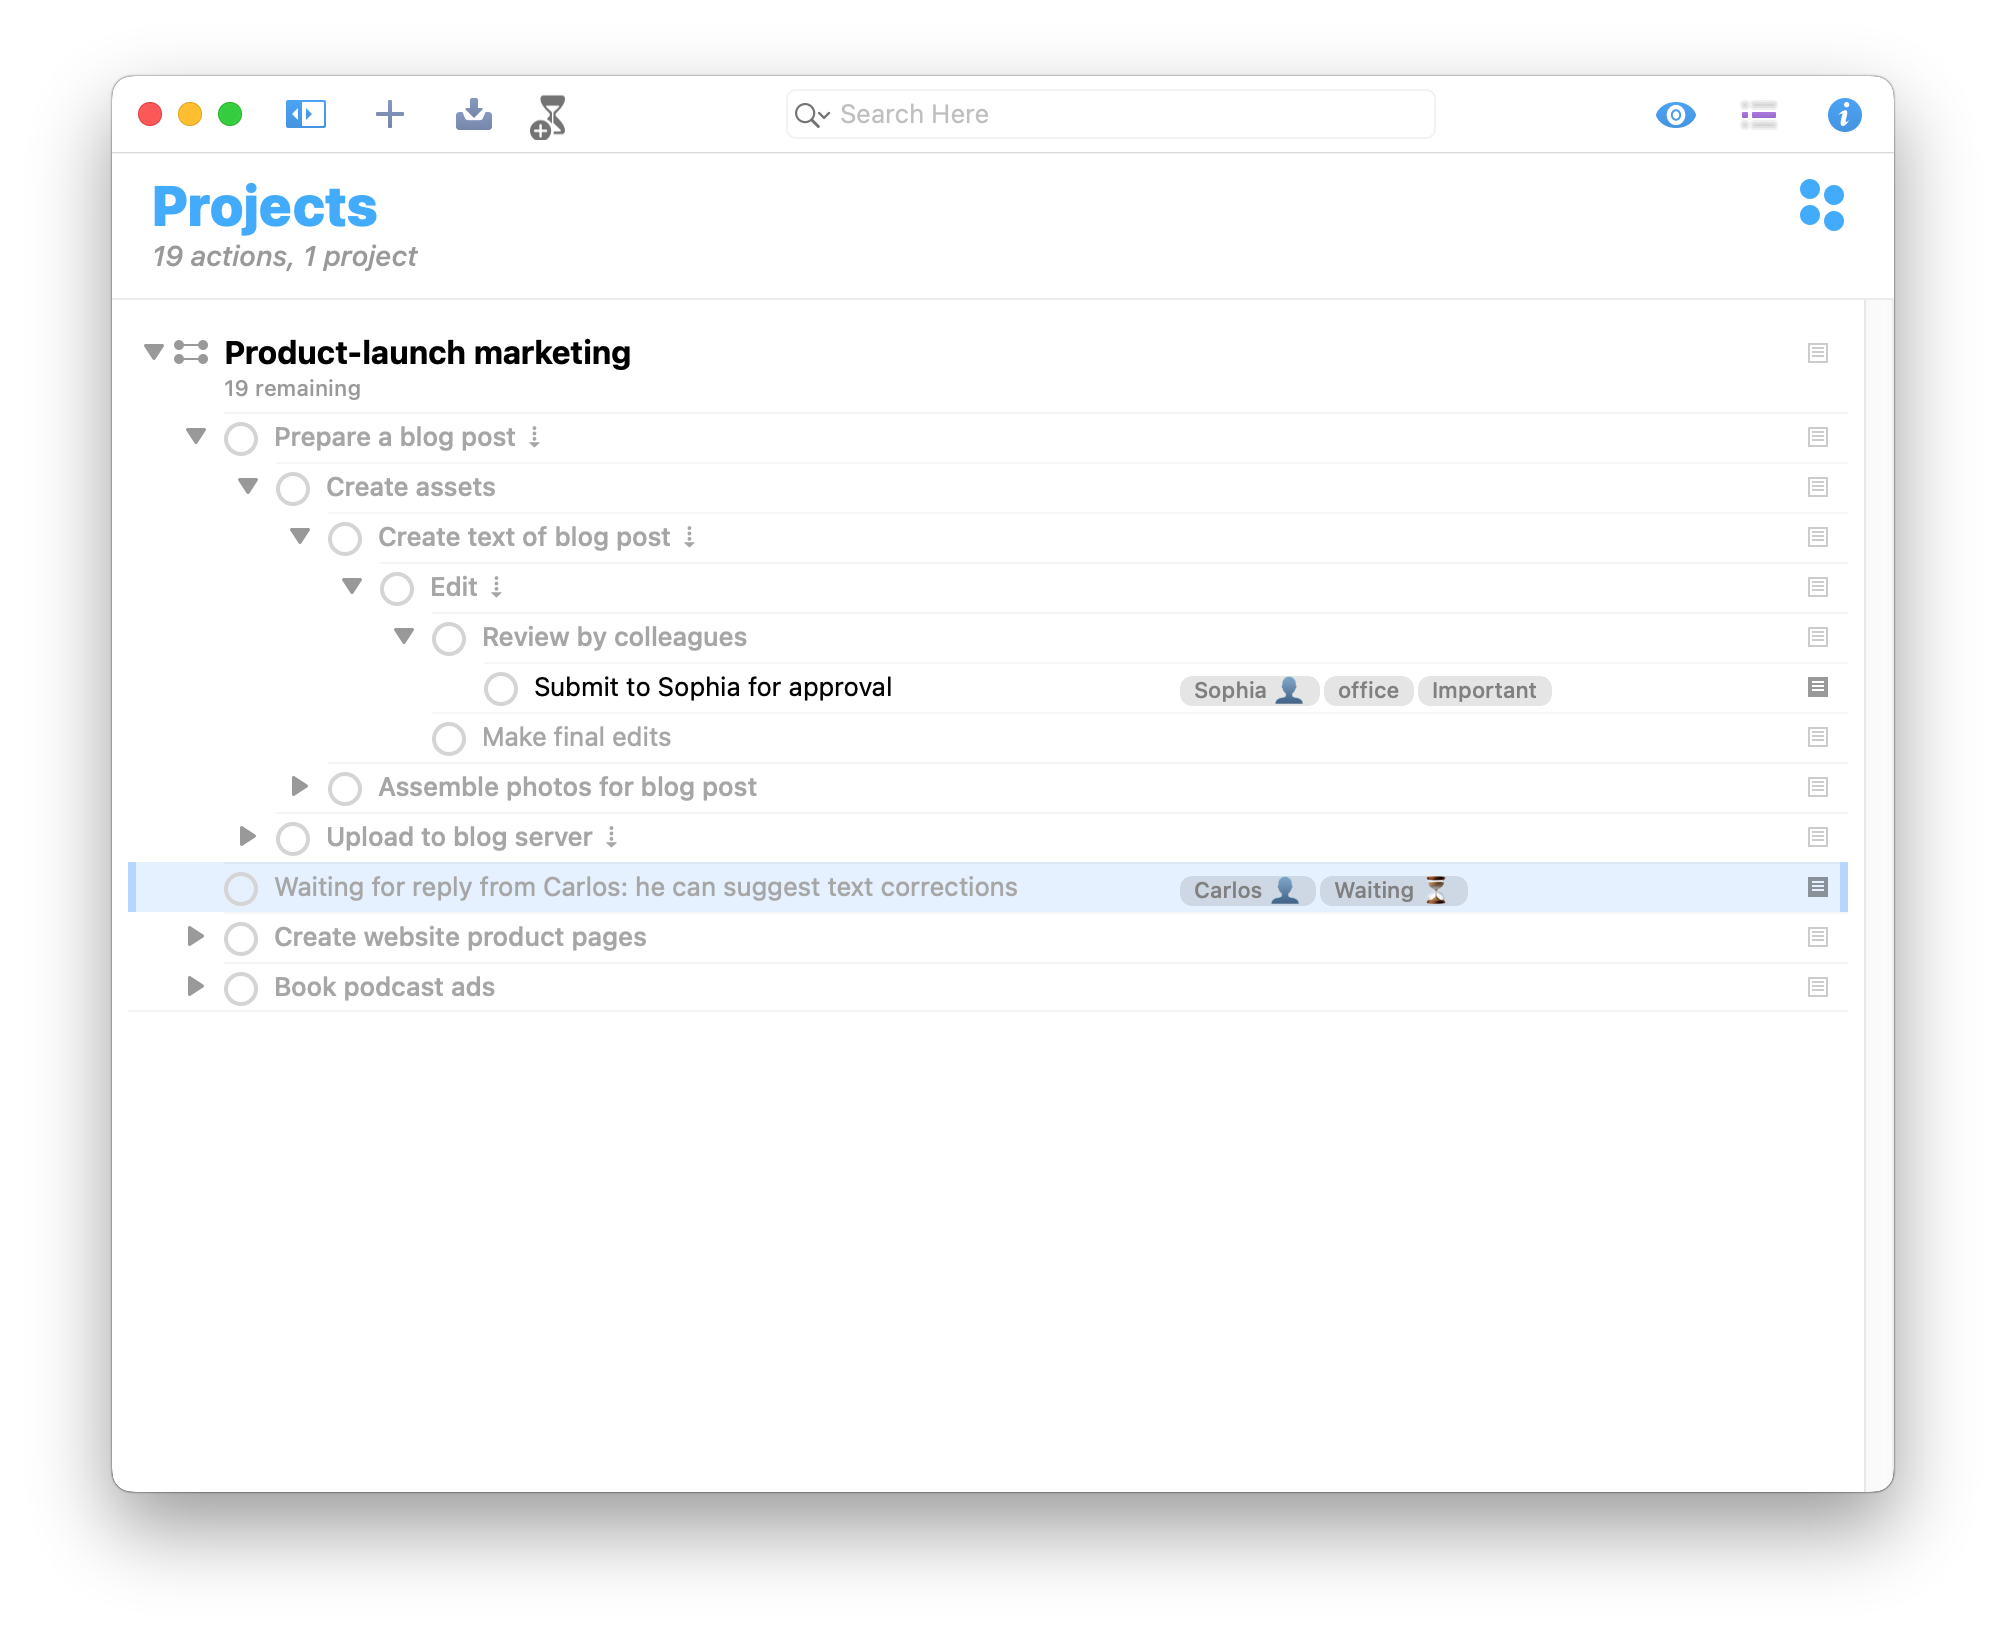 Search Here
Projects
19 actions, 1 project
Product-launch marketing
19 remaining
Prepare a blog post
Create assets
Create text of blog post
Edit
Review by colleagues
Submit to Sophia for approval Sophia 👤 office Important
Make final edits
Assemble photos for blog post
Upload to blog server
Waiting for reply from Carlos: he can suggest text corrections Carlos 👤 Waiting ⏳
Create website product pages
Book podcast ads